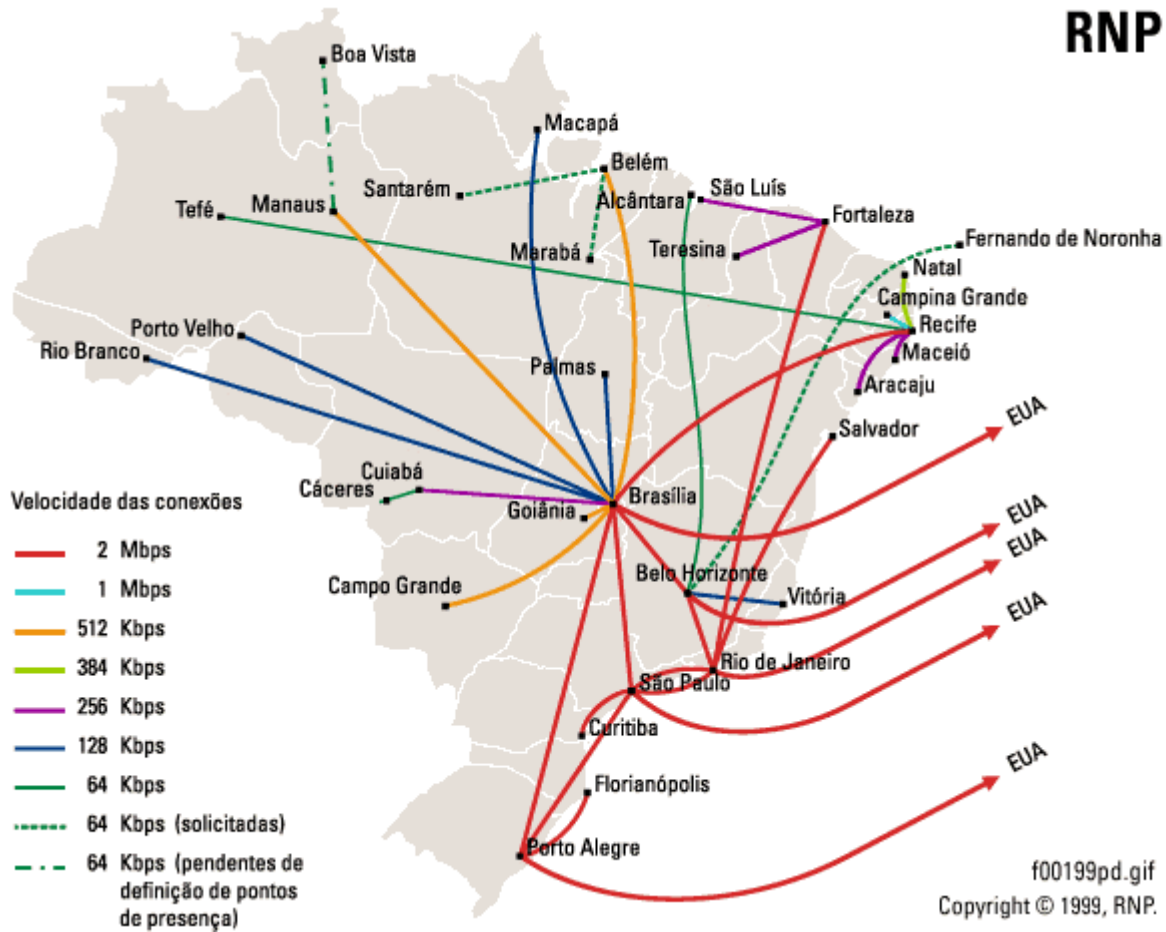 RNP
Boa Vista
Macapá
Belém
Santarém
Alcântara
São Luís
Tefé
Manaus
Fortaleza
Marabá
Teresina
Fernando de Noronha
Natal
Campina Grande
Recife
Porto Velho
Rio Branco
Maceió
Palmas
Aracaju
Salvador
EUA
Cuiabá
Cáceres
Brasília
Goiânia
EUA
EUA
Belo Horizonte
Campo Grande
Vitória
EUA
Rio de Janeiro
São Paulo
Curitiba
Florianópolis
EUA
Porto Alegre
Velocidade das conexões
2 Mbps
1 Mbps
512 Kbps
384 Kbps
256 Kbps
128 Kbps
64 Kbps
64 Kbps (solicitadas)
64 Kbps (pendentes de
definição de pontos
de presença)
f00199pd.gif
Copyright © 1999, RNP.